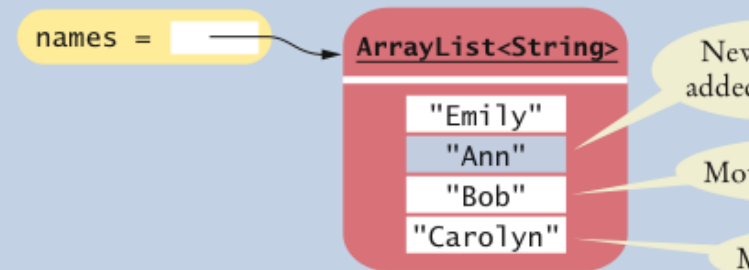 names =
ArrayList<String>
"Emily"
"Ann"
"Bob"
"Carolyn"